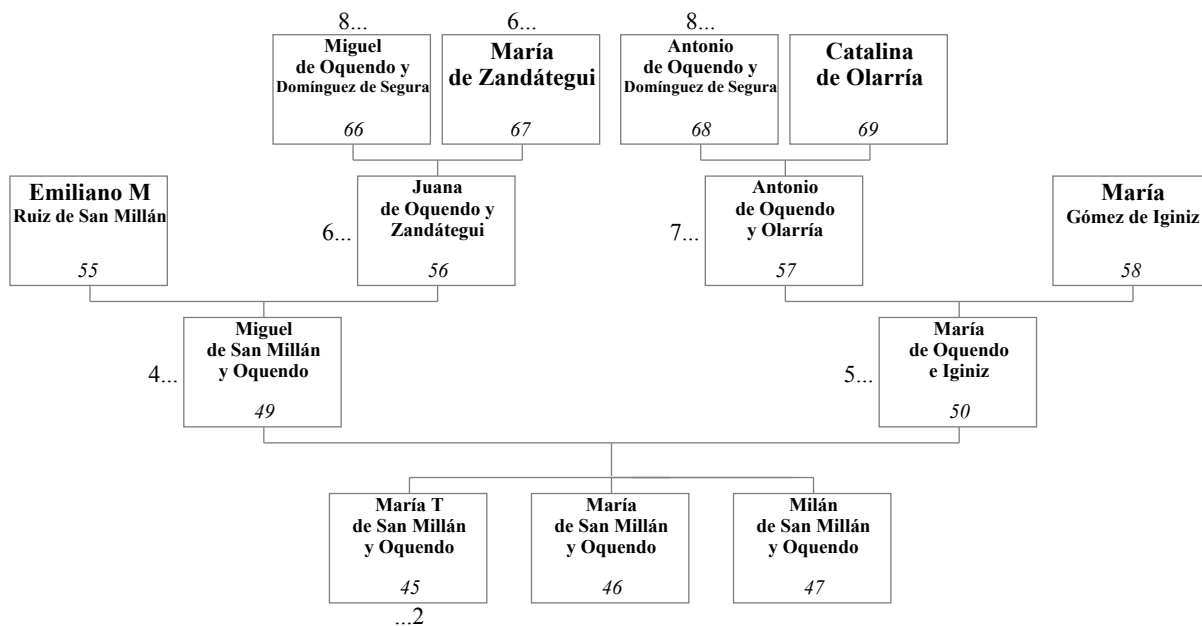 8...
Miguel
de Oquendo y
Domínguez de Segura
66
6...
María
de Zandátegui
67
8...
Antonio
de Oquendo y
Domínguez de Segura
68
Catalina
de Olarría
69
Emiliano M
Ruiz de San Millán
55
6...
Juana
de Oquendo y
Zandátegui
56
7...
Antonio
de Oquendo
y Olarría
57
María
Gómez de Iginiz
58
4...
Miguel
de San Millán
y Oquendo
49
5...
María
de Oquendo
e Iginiz
50
María T
de San Millán
y Oquendo
45
...2
María
de San Millán
y Oquendo
46
Milán
de San Millán
y Oquendo
47